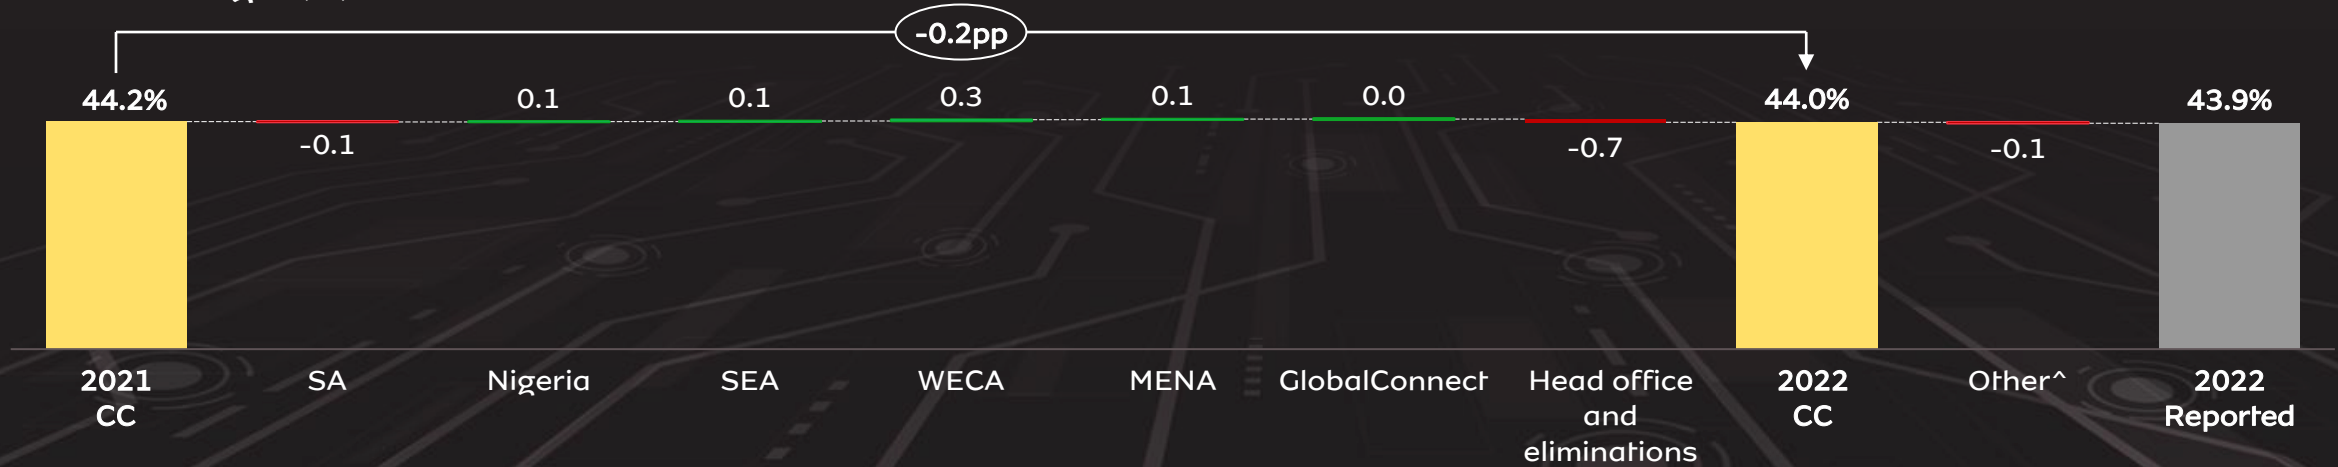 -0.2pp
44.2%
-0.1
0.1
0.1
0.3
0.1
0.0
-0.7
44.0%
-0.1
43.9%
2021
CC
SA
Nigeria
SEA
WECA
MENA
GlobalConnect
Head office
and
eliminations
2022
CC
Other^
2022
Reported